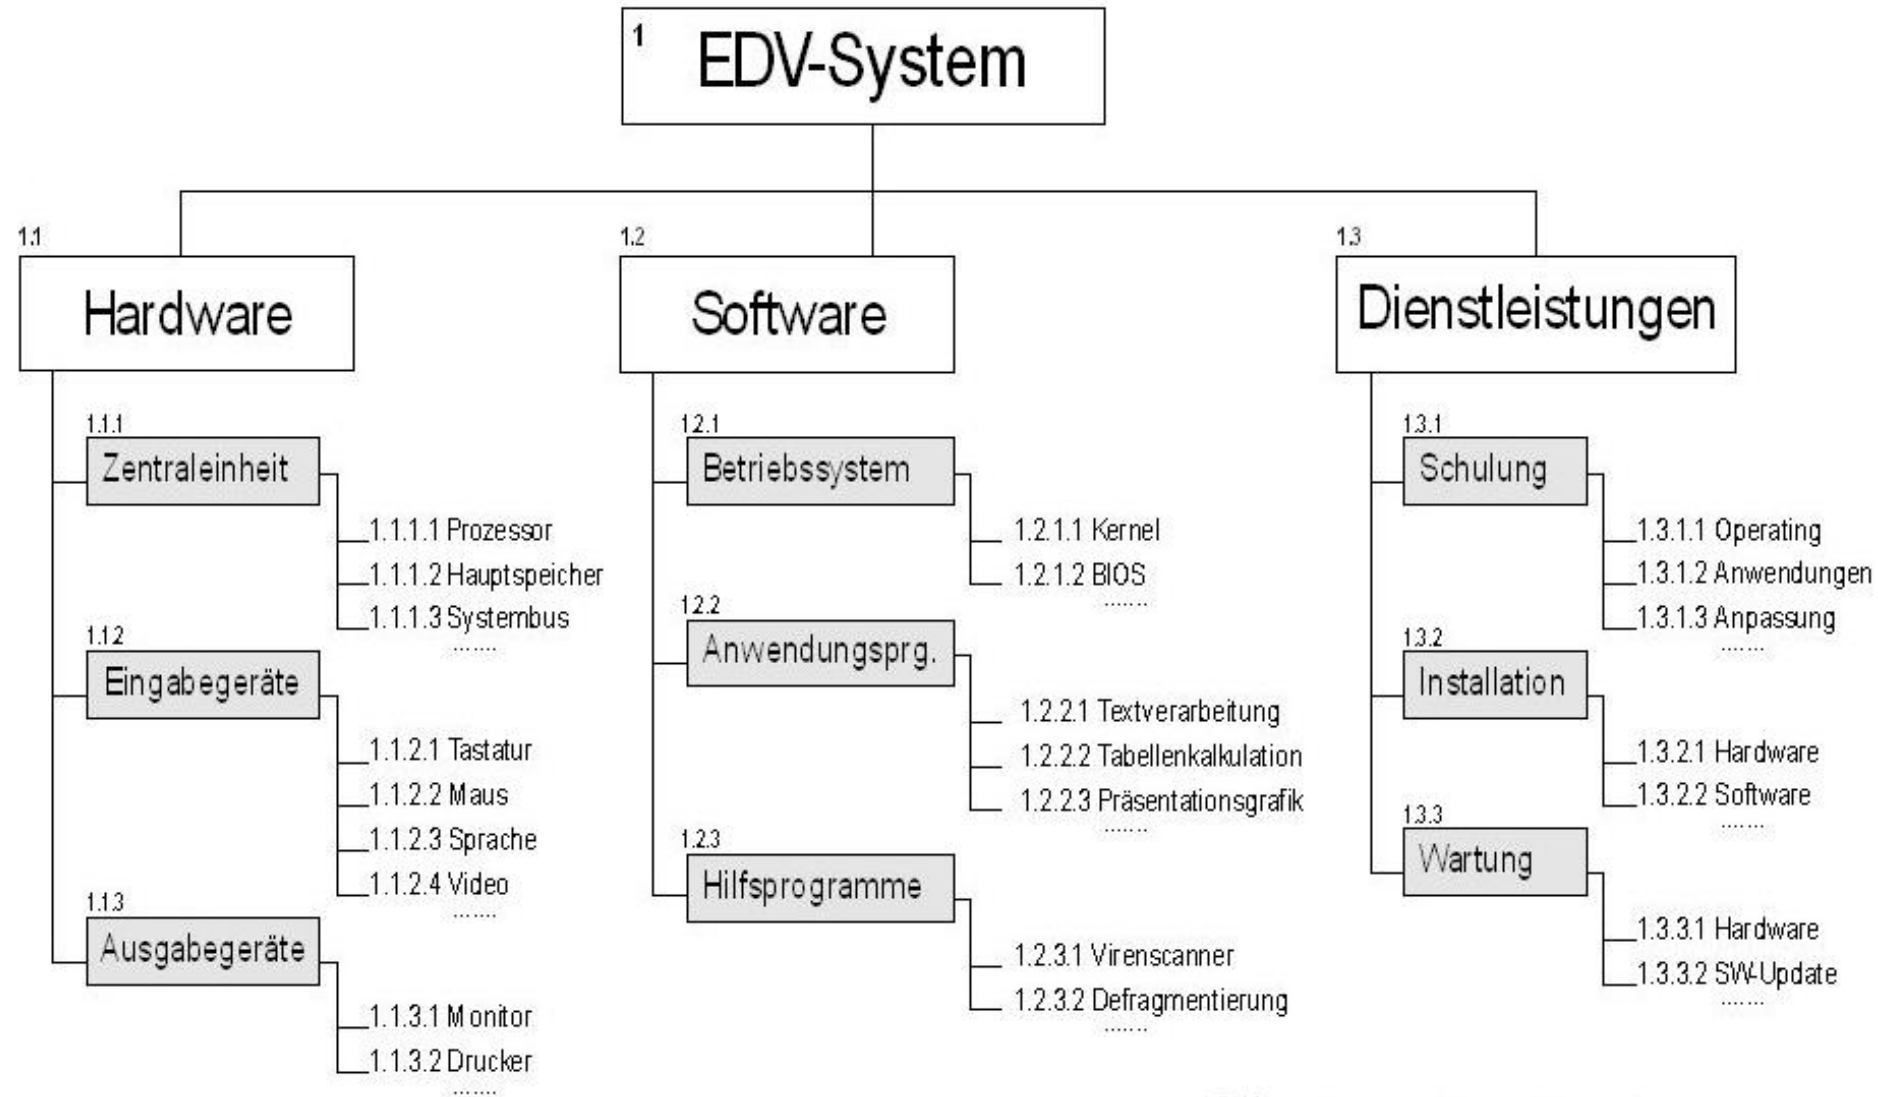 1
EDV-System
1.1
Hardware
1.1.1
Zentraleinheit
1.1.1.1 Prozessor
1.1.1.2 Hauptspeicher
1.1.1.3 Systembus
.......
1.1.2
Eingabegeräte
1.1.2.1 Tastatur
1.1.2.2 Maus
1.1.2.3 Sprache
1.1.2.4 Video
.......
1.1.3
Ausgabegeräte
1.1.3.1 Monitor
1.1.3.2 Drucker
.......
1.2
Software
1.2.1
Betriebssystem
1.2.1.1 Kernel
1.2.1.2 BIOS
.......
1.2.2
Anwendungsprg.
1.2.2.1 Textverarbeitung
1.2.2.2 Tabellenkalkulation
1.2.2.3 Präsentationsgrafik
.......
1.2.3
Hilfsprogramme
1.2.3.1 Virenscanner
1.2.3.2 Defragmentierung
.......
1.3
Dienstleistungen
1.3.1
Schulung
1.3.1.1 Operating
1.3.1.2 Anwendungen
1.3.1.3 Anpassung
.......
1.3.2
Installation
1.3.2.1 Hardware
1.3.2.2 Software
.......
1.3.3
Wartung
1.3.3.1 Hardware
1.3.3.2 SW-Update
.......